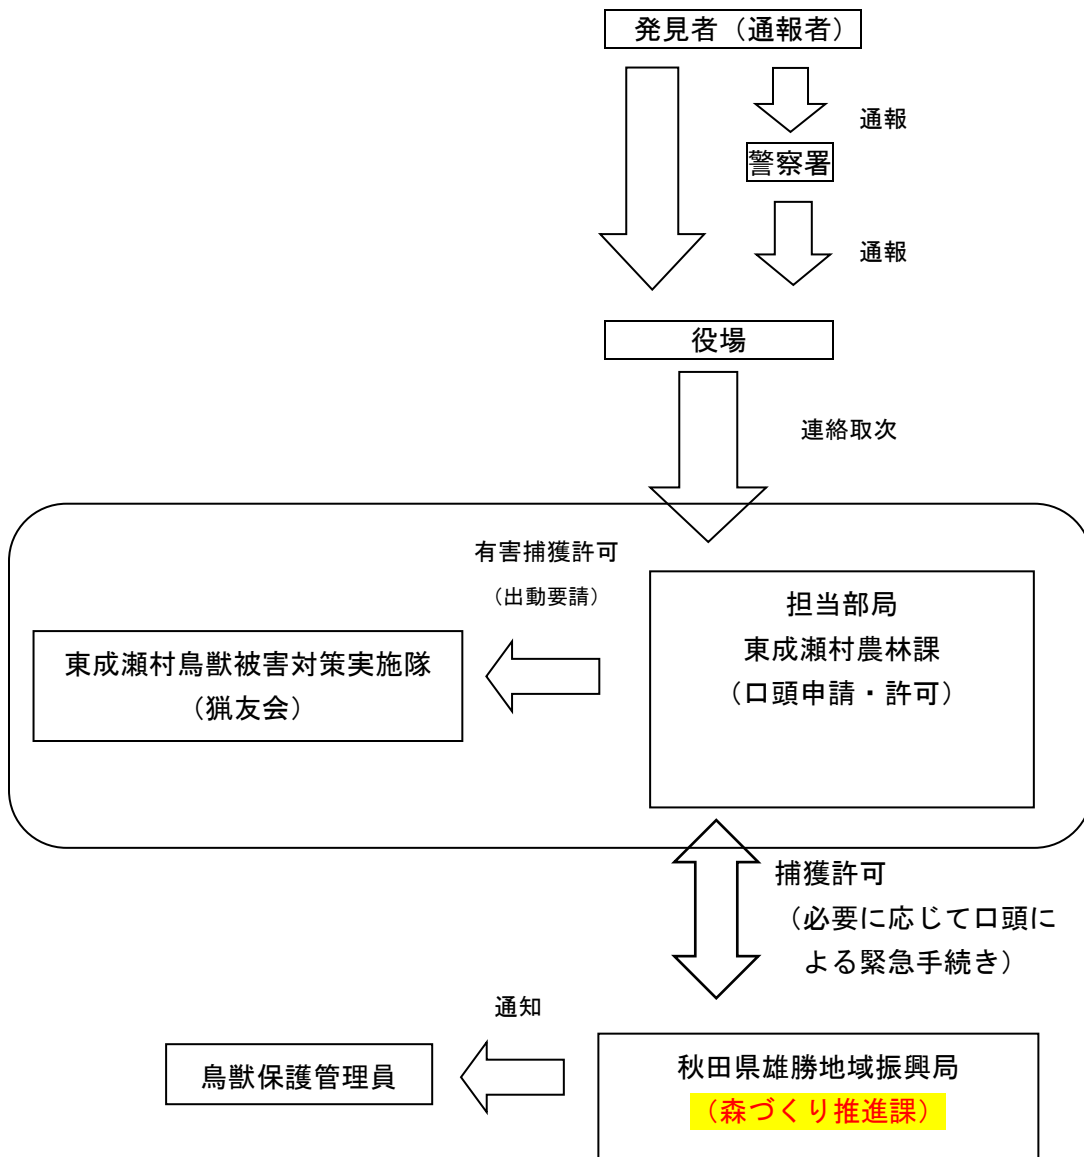 発見者（通報者）
通報
警察署
通報
役場
連絡取次
有害捕獲許可
（出動要請）
担当部局
東成瀬村農林課
（口頭申請・許可）
東成瀬村鳥獣被害対策実施隊
（猟友会）
捕獲許可
（必要に応じて口頭に
よる緊急手続き）
通知
鳥獣保護管理員
秋田県雄勝地域振興局
（森づくり推進課）